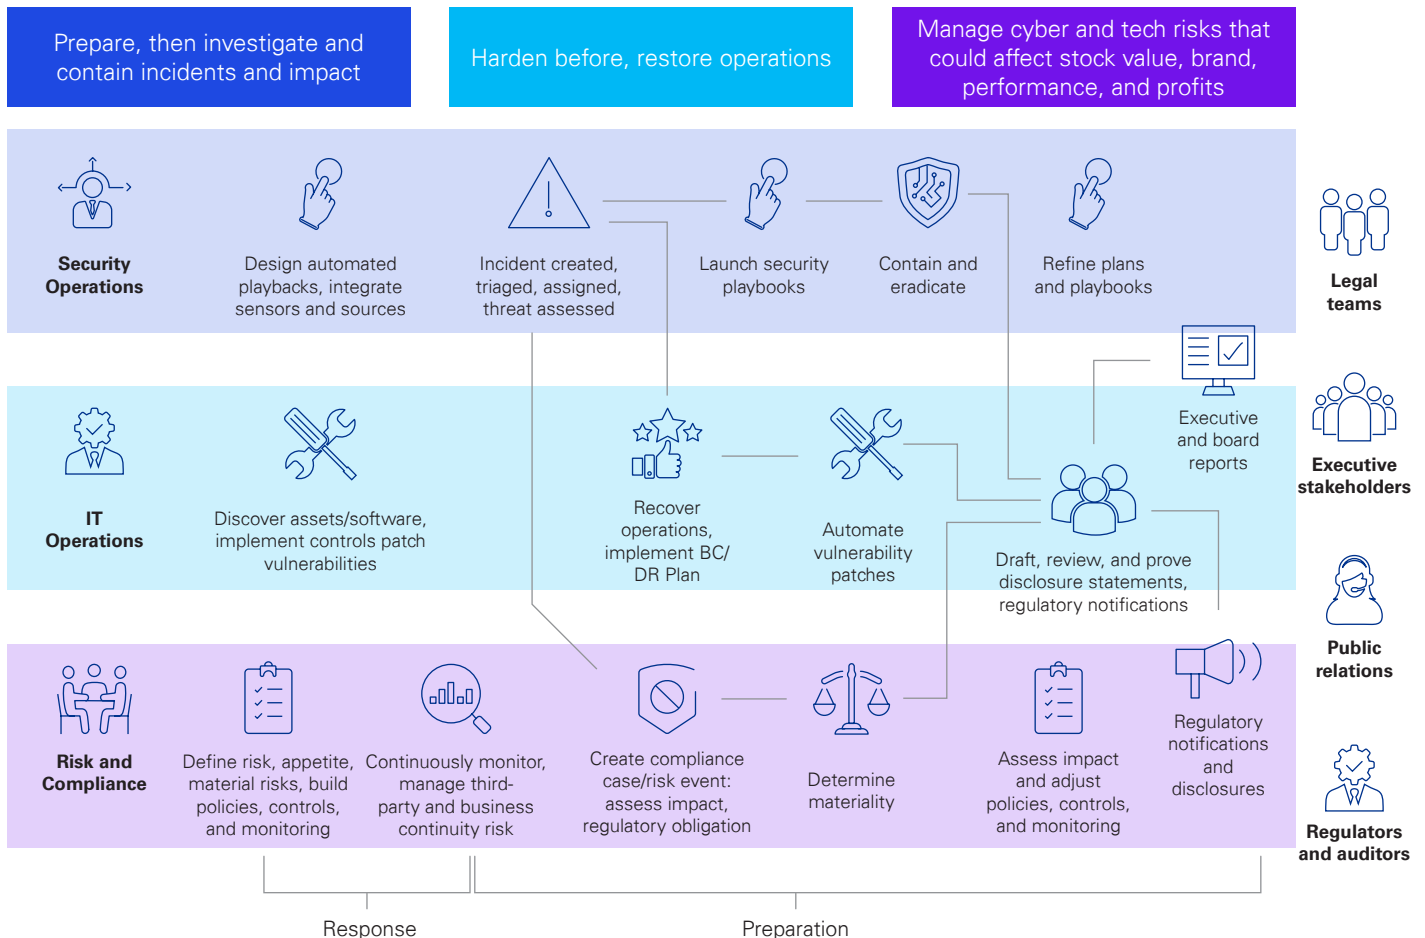 Prepare, then investigate and
contain incidents and impact
Harden before, restore operations
Manage cyber and tech risks that
could affect stock value, brand,
performance, and profits
Security
Operations
Design automated
playbacks, integrate
sensors and sources
Incident created,
triaged, assigned,
threat assessed
Launch security
playbooks
Contain and
eradicate
Refine plans
and playbooks
Legal
teams
IT
Operations
Discover assets/software,
implement controls patch
vulnerabilities
Recover
operations,
implement BC/
DR Plan
Automate
vulnerability
patches
Draft, review, and prove
disclosure statements,
regulatory notifications
Executive
and board
reports
Executive
stakeholders
Public
relations
Risk and
Compliance
Define risk, appetite,
material risks, build
policies, controls,
and monitoring
Continuously monitor,
manage third-
party and business
continuity risk
Create compliance
case/risk event:
assess impact,
regulatory obligation
Determine
materiality
Assess impact
and adjust
policies, controls,
and monitoring
Regulatory
notifications
and
disclosures
Regulators
and auditors
Response
Preparation